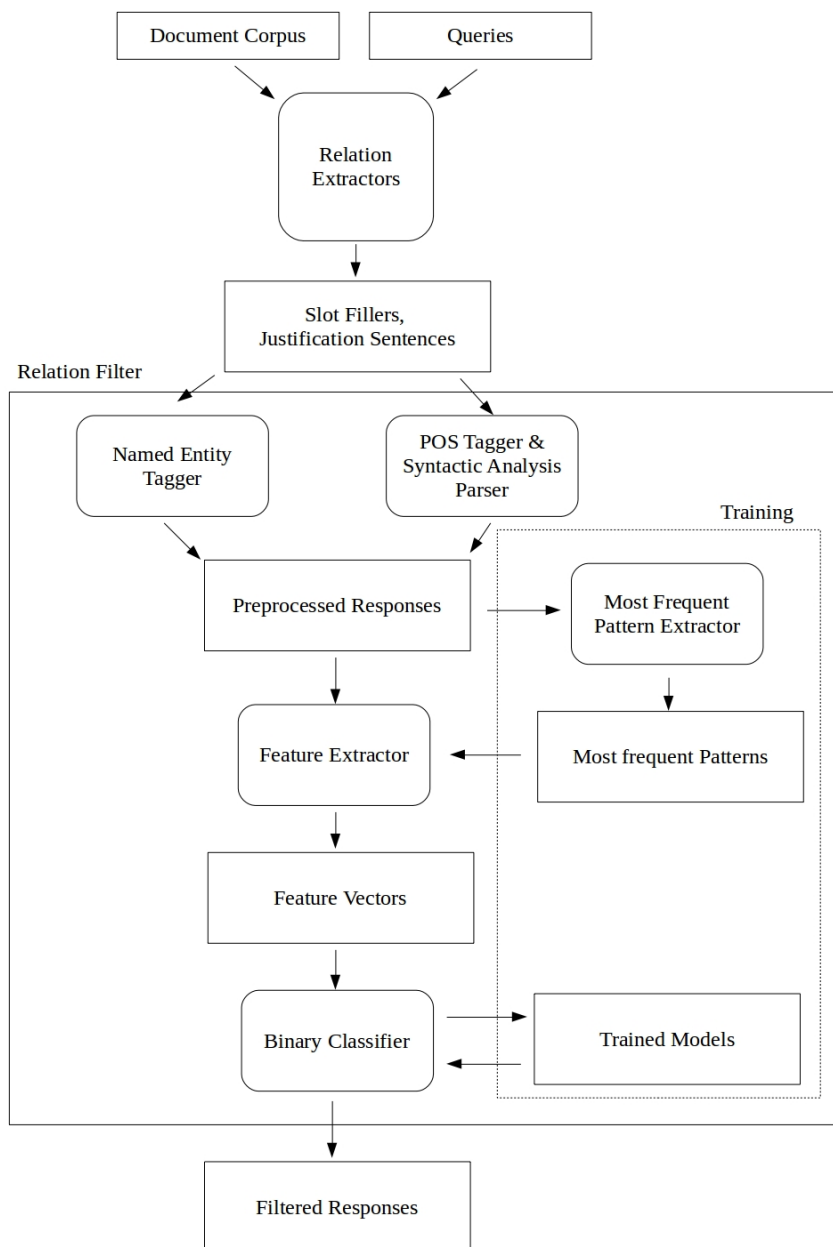 Document Corpus
Queries
Relation
Extractors
Slot Fillers,
Justification Sentences
Relation Filter
Named Entity
Tagger
POS Tagger &
Syntactic Analysis
Parser
Training
Preprocessed Responses
Most Frequent
Pattern Extractor
Feature Extractor
Most frequent Patterns
Feature Vectors
Binary Classifier
Trained Models
Filtered Responses